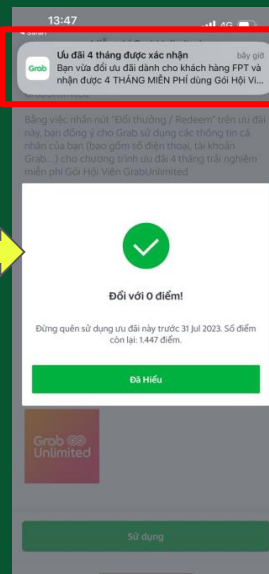 13:47
4G
Safari
Grab
Ưu đãi 4 tháng được xác nhận
bây giờ
Bạn vừa đổi ưu đãi dành cho khách hàng FPT và
nhận được 4 THÁNG MIỄN PHÍ dùng Gói Hội Vi...
Bằng việc nhấn nút "Đổi thưởng / Redeem" trên ưu đãi
này, bạn đồng ý cho Grab sử dụng các thông tin cá
nhân của bạn (bao gồm số điện thoại, tài khoản
Grab...) cho chương trình ưu đãi 4 tháng trải nghiệm
miễn phí Gói Hội Viên GrabUnlimited
Đổi với 0 điểm!
Đừng quên sử dụng ưu đãi này trước 31 Jul 2023. Số điểm
còn lại: 1.447 điểm.
Đã Hiểu
Grab
Unlimited
Sử dụng